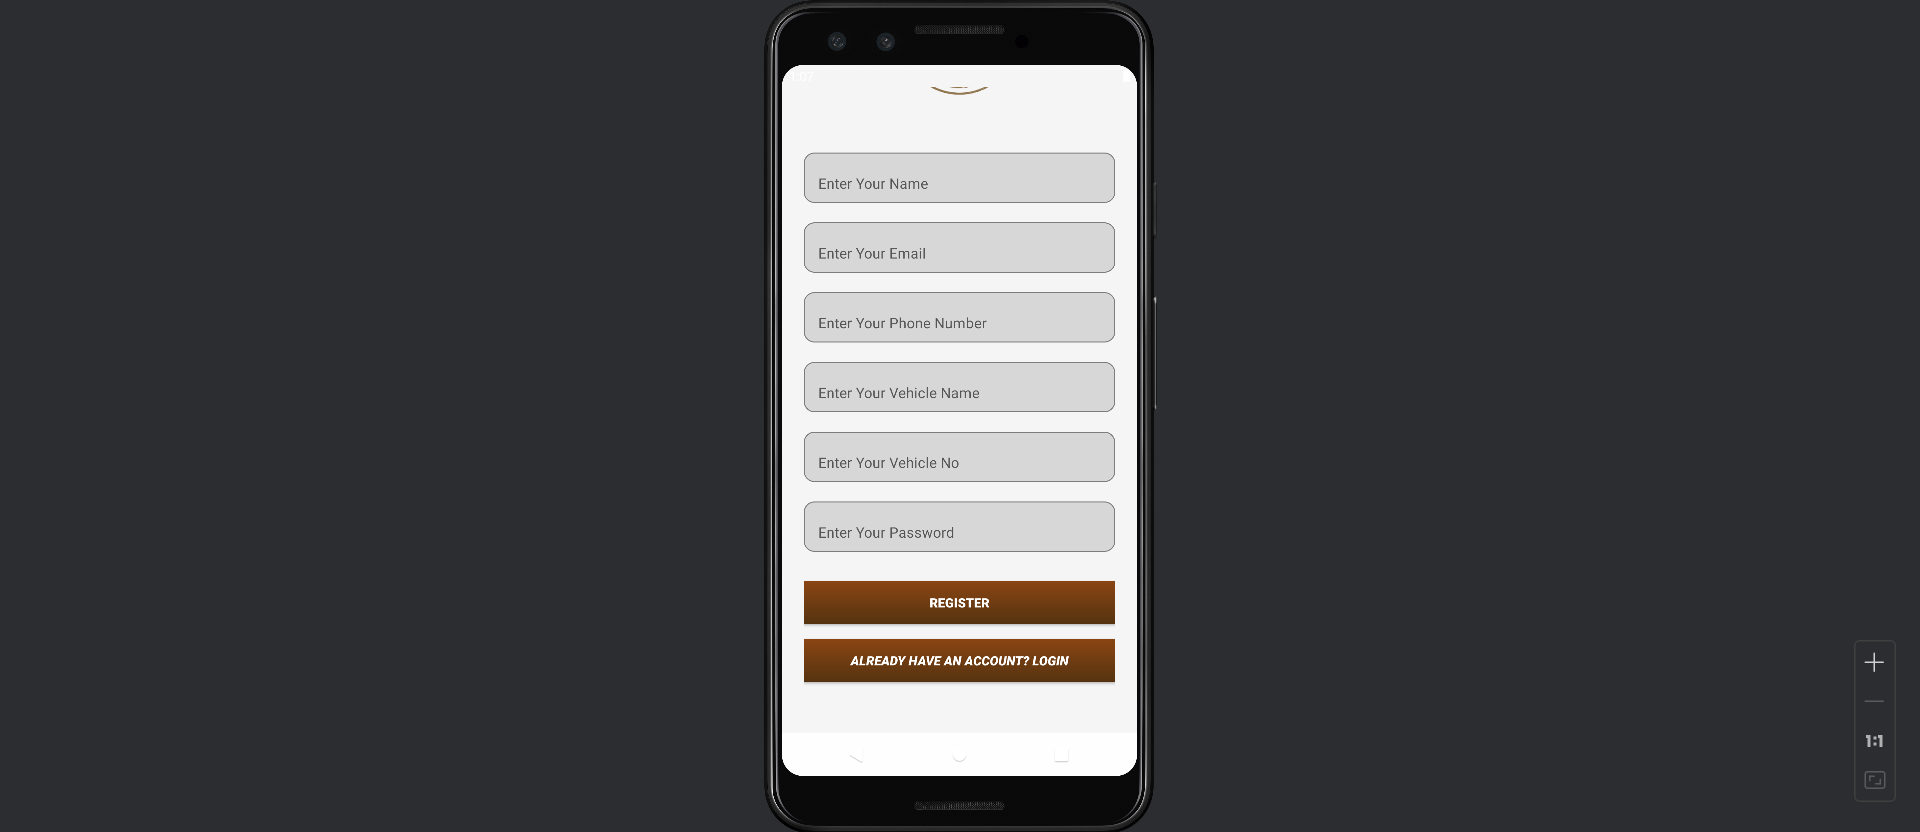 Enter Your Name
Enter Your Email
Enter Your Phone Number
Enter Your Vehicle Name
Enter Your Vehicle No
Enter Your Password
REGISTER
ALREADY HAVE AN ACCOUNT? LOGIN
1:1